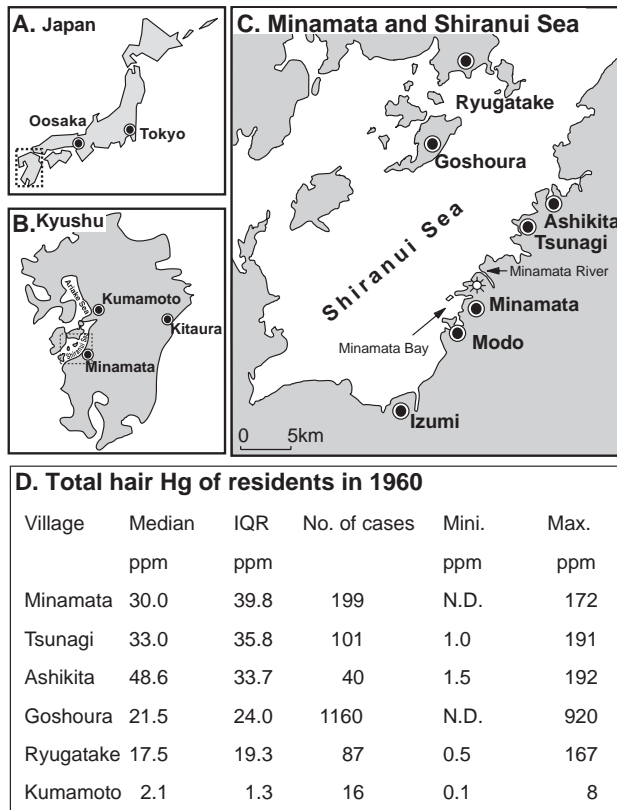 A. Japan
Oosaka
Tokyo
B. Kyushu
Ariake Sea
Kumamoto
Kitaura
Shiranui Sea
Minamata
C. Minamata and Shiranui Sea
Ryugatake
Goshoura
Shiranui Sea
Ashikita
Tsunagi
Minamata River
Minamata
Minamata Bay
Modo
Izumi
0 5km
D. Total hair Hg of residents in 1960
Village Median IQR No. of cases Mini. Max.
ppm ppm ppm ppm
Minamata 30.0 39.8 199 N.D. 172
Tsunagi 33.0 35.8 101 1.0 191
Ashikita 48.6 33.7 40 1.5 192
Goshoura 21.5 24.0 1160 N.D. 920
Ryugatake 17.5 19.3 87 0.5 167
Kumamoto 2.1 1.3 16 0.1 8